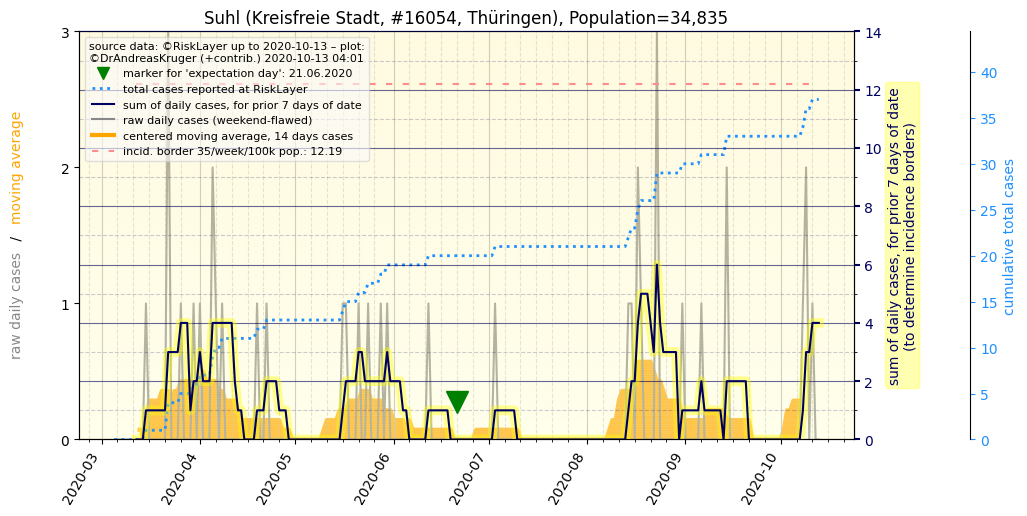 Suhl (Kreisfreie Stadt, #16054, Thüringen), Population=34,835
source data: ©RiskLayer up to 2020-10-13 – plot:
©DrAndreasKruger (+contrib.) 2020-10-13 04:01
marker for 'expectation day': 21.06.2020
total cases reported at RiskLayer
sum of daily cases, for prior 7 days of date
raw daily cases (weekend-flawed)
centered moving average, 14 days cases
incid. border 35/week/100k pop.: 12.19
raw daily cases / moving average
3
2
1
0
14
12
10
8
6
4
2
0
sum of daily cases, for prior 7 days of date
(to determine incidence borders)
40
35
30
25
20
15
10
5
0
cumulative total cases
2020-03
2020-04
2020-05
2020-06
2020-07
2020-08
2020-09
2020-10